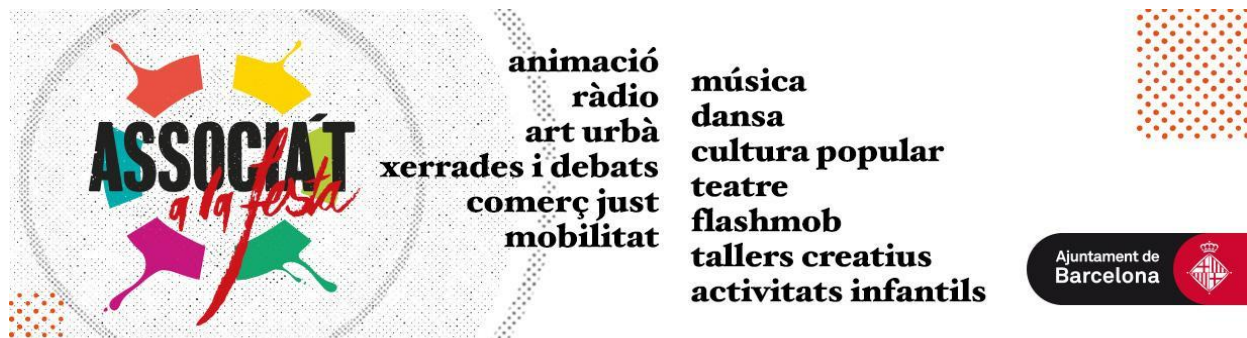 ASSOCIA'T
a la festa
animació
ràdio
art urbà
xerrades i debats
comerç just
mobilitat
música
dansa
cultura popular
teatre
flashmob
tallers creatius
activitats infantils
Ajuntament de
Barcelona